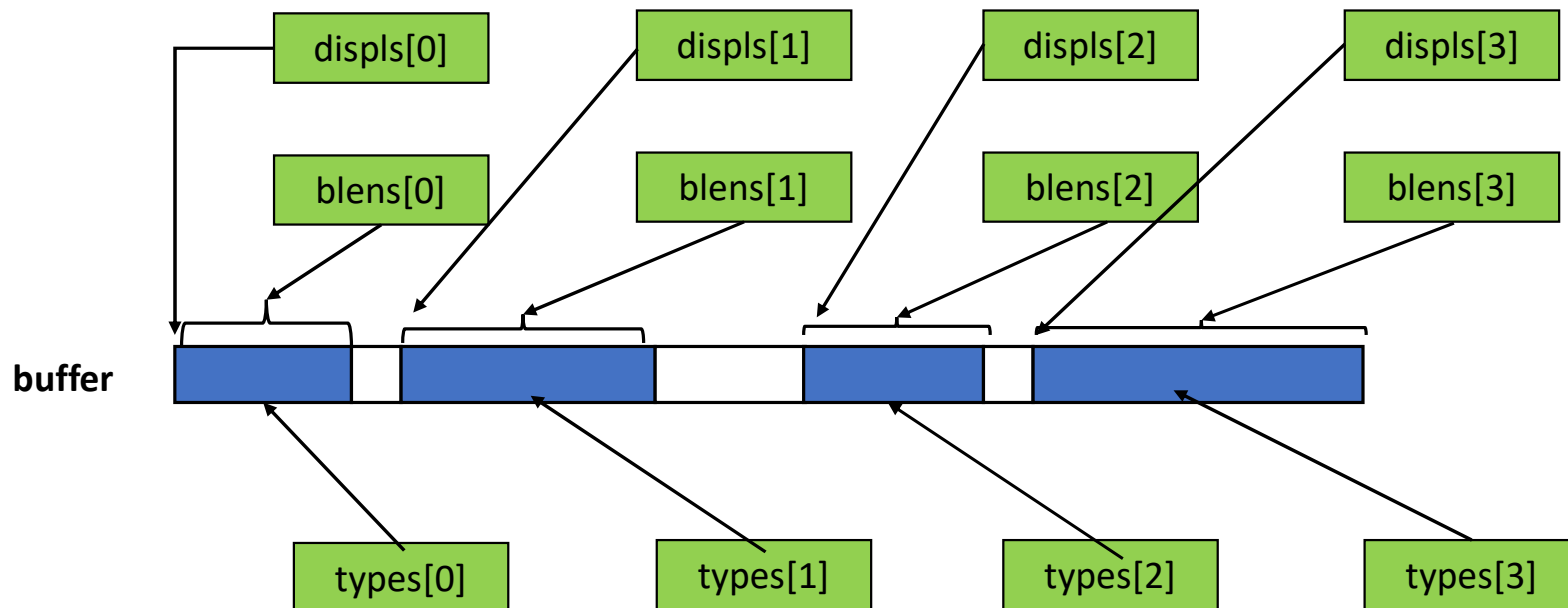 displs[0] displs[1] displs[2] displs[3]
blens[0] blens[1] blens[2] blens[3]
buffer
types[0] types[1] types[2] types[3]